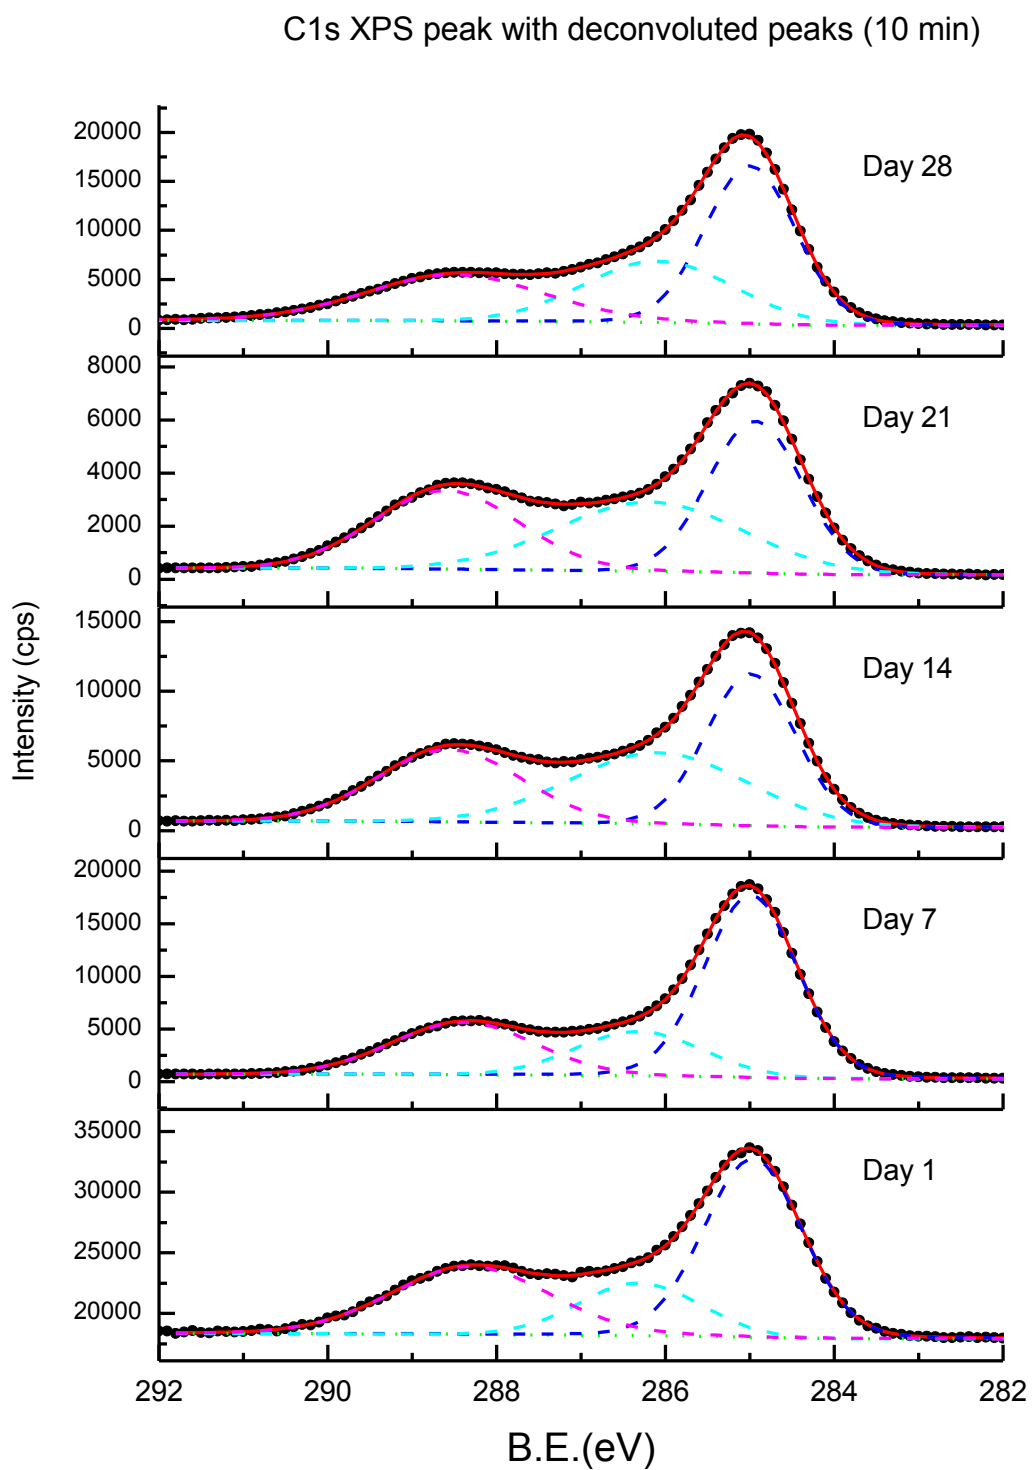 C1s XPS peak with deconvoluted peaks (10 min)
20000
15000
10000
5000
0
Day 28
8000
6000
4000
2000
0
Day 21
15000
10000
5000
0
Day 14
20000
15000
10000
5000
0
Day 7
35000
30000
25000
20000
Day 1
Intensity (cps)
292 290 288 286 284 282
B.E.(eV)